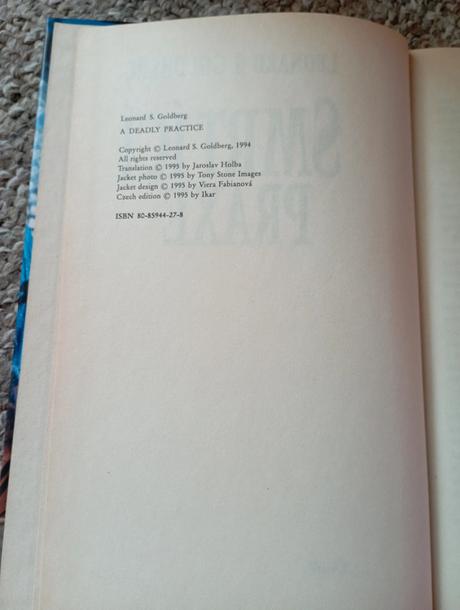 Leonard S. Goldberg
A DEADLY PRACTICE
Copyright © Leonard S. Goldberg, 1994
All rights reserved
Translation © 1995 by Jaroslav Holba
Jacket photo © 1995 by Tony Stone Images
Jacket design © 1995 by Viera Fabianová
Czech edition © 1995 by Ikar
ISBN 80-85944-27-8